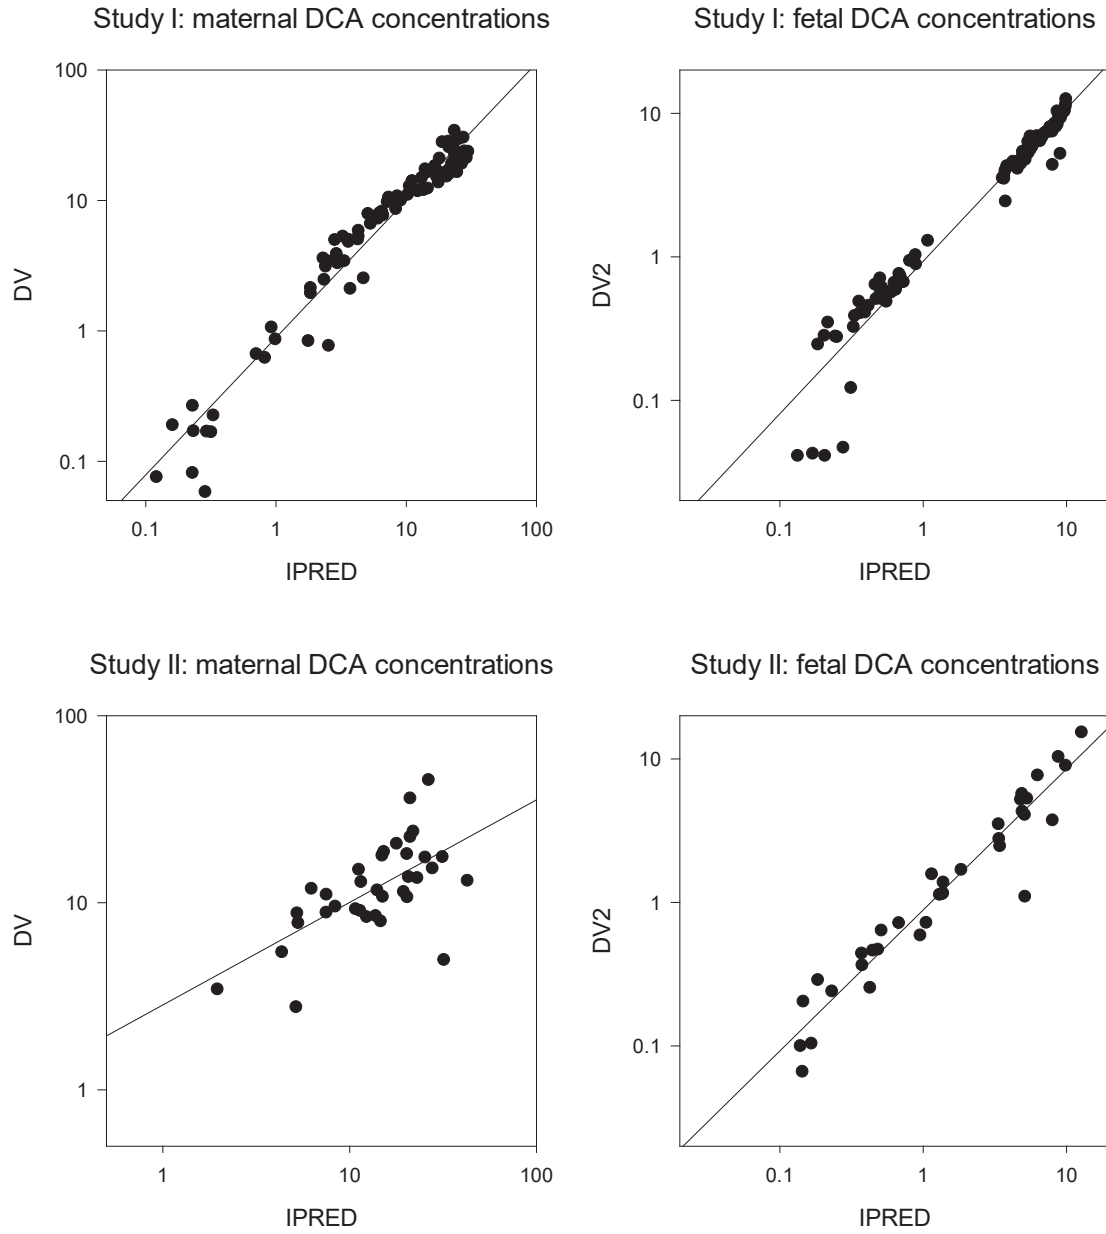 Study I: maternal DCA concentrations
100
10
1
0.1
DV
0.1 1 10 100
IPRED
Study I: fetal DCA concentrations
10
1
0.1
DV2
0.1 1 10
IPRED
Study II: maternal DCA concentrations
100
10
1
DV
1 10 100
IPRED
Study II: fetal DCA concentrations
10
1
0.1
DV2
0.1 1 10
IPRED